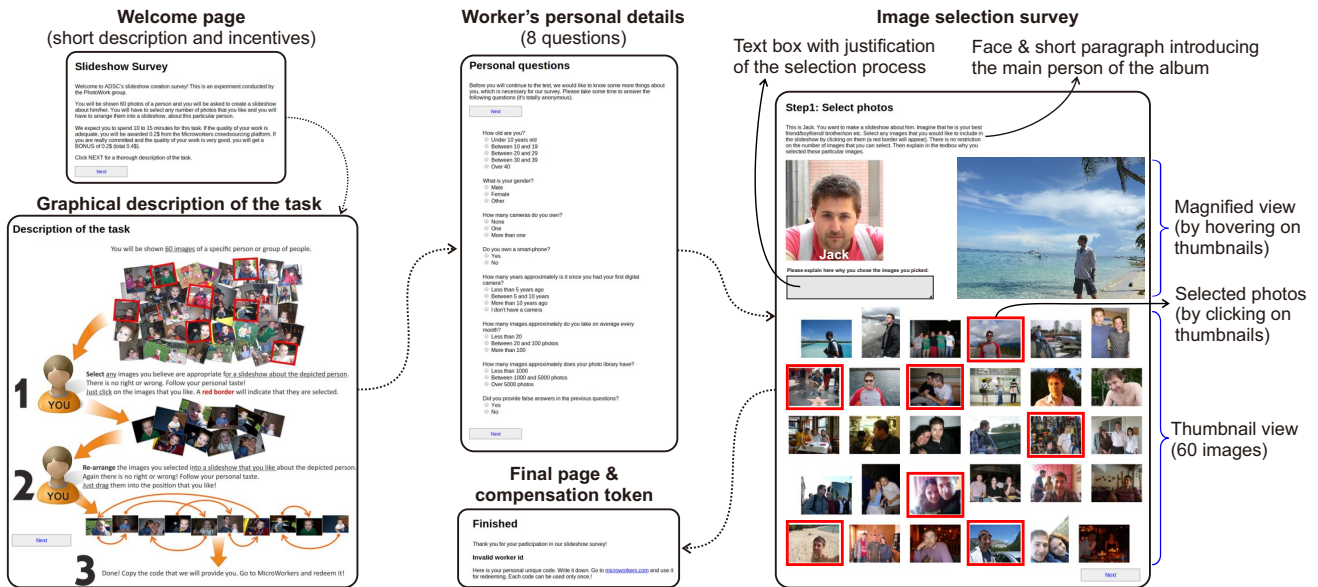 Welcome page
(short description and incentives)
Slideshow Survey
Welcome to ADSC's slideshow creation survey! This is an experiment conducted by
the PhotoWork group.
You will be shown 60 photos of a person and you will be asked to create a slideshow
about him/her. You will have to select any number of photos that you like and you will
have to arrange them into a slideshow, about this particular person.
We expect you to spend 10 to 15 minutes for this task. If the quality of your work is
adequate, you will be awarded 0.2$ from the Microworkers crowdsourcing platform. If
you are really committed and the quality of your work is very good, you will get a
BONUS of 0.2$ (total 0.4$).
Click NEXT for a thorough description of the task.
Next
Graphical description of the task
Description of the task
You will be shown 60 images of a specific person or group of people.
1
YOU
Select any images you believe are appropriate for a slideshow about the depicted person.
There is no right or wrong. Follow your personal taste!
Just click on the images that you like. A red border will indicate that they are selected.
2
YOU
Re-arrange the images you selected into a slideshow that you like about the depicted person.
Again there is no right or wrong! Follow your personal taste.
Just drag them into the position that you like!
Next
3
Done! Copy the code that we will provide you. Go to MicroWorkers and redeem it!
Worker's personal details
(8 questions)
Personal questions
Before you will continue to the test, we would like to know some more things about
you, which is necessary for our survey. Please take some time to answer the
following questions (it's totally anonymous).
Next
How old are you?
Under 10 years old
Between 10 and 19
Between 20 and 29
Between 30 and 39
Over 40
What is your gender?
Male
Female
Other
How many cameras do you own?
None
One
More than one
Do you own a smart-phone?
Yes
No
How many years approximately is it since you had your first digital
camera?
Less than 5 years ago
Between 5 and 10 years
More than 10 years ago
I don't have a camera
How many images approximately do you take on average every
month?
Less than 20
Between 20 and 100 photos
More than 100
How many images approximately does your photo library have?
Less than 1000
Between 1000 and 5000 photos
Over 5000 photos
Did you provide false answers in the previous questions?
Yes
No
Next
Final page &
compensation token
Finished
Thank you for your participation in our slideshow survey!
Invalid worker id
Here is your personal unique code. Write it down. Go to microworkers.com and use it
for redeeming. Each code can be used only once.!
Image selection survey
Text box with justification
of the selection process
Face & short paragraph introducing
the main person of the album
Step1: Select photos
This is Jack. You want to make a slideshow about him. Imagine that he is your best
friend/boyfriend/ brother/son etc. Select any images that you would like to include in
the slideshow by clicking on them (a red border will appear). There is no restriction
on the number of images that you can select. Then explain in the textbox why you
selected these particular images.
Jack
Please explain here why you chose the images you picked:
Magnified view
(by hovering on
thumbnails)
Selected photos
(by clicking on
thumbnails)
Thumbnail view
(60 images)
Next